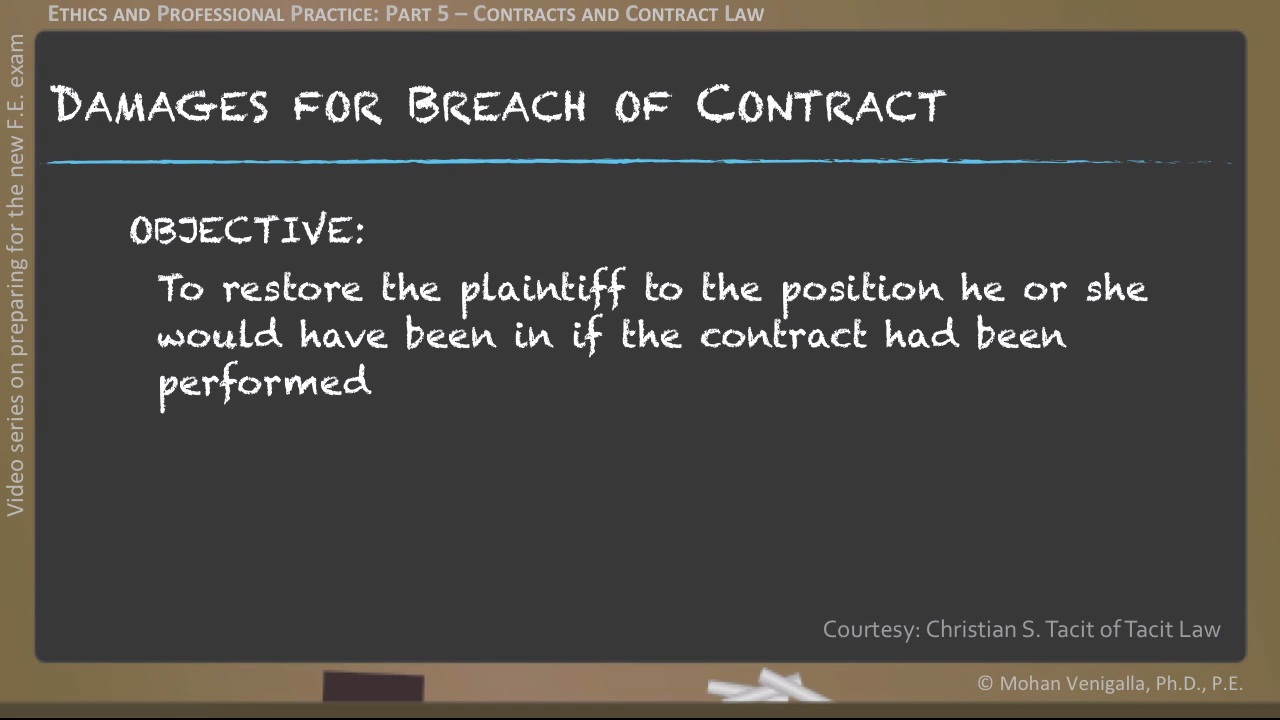 Ethics and Professional Practice: Part 5 – Contracts and Contract Law
Video series on preparing for the new F.E. exam
Damages for Breach of Contract
OBJECTIVE:
To restore the plaintiff to the position he or she
would have been in if the contract had been
performed
Courtesy: Christian S. Tacit of Tacit Law
© Mohan Venigalla, Ph.D., P.E.